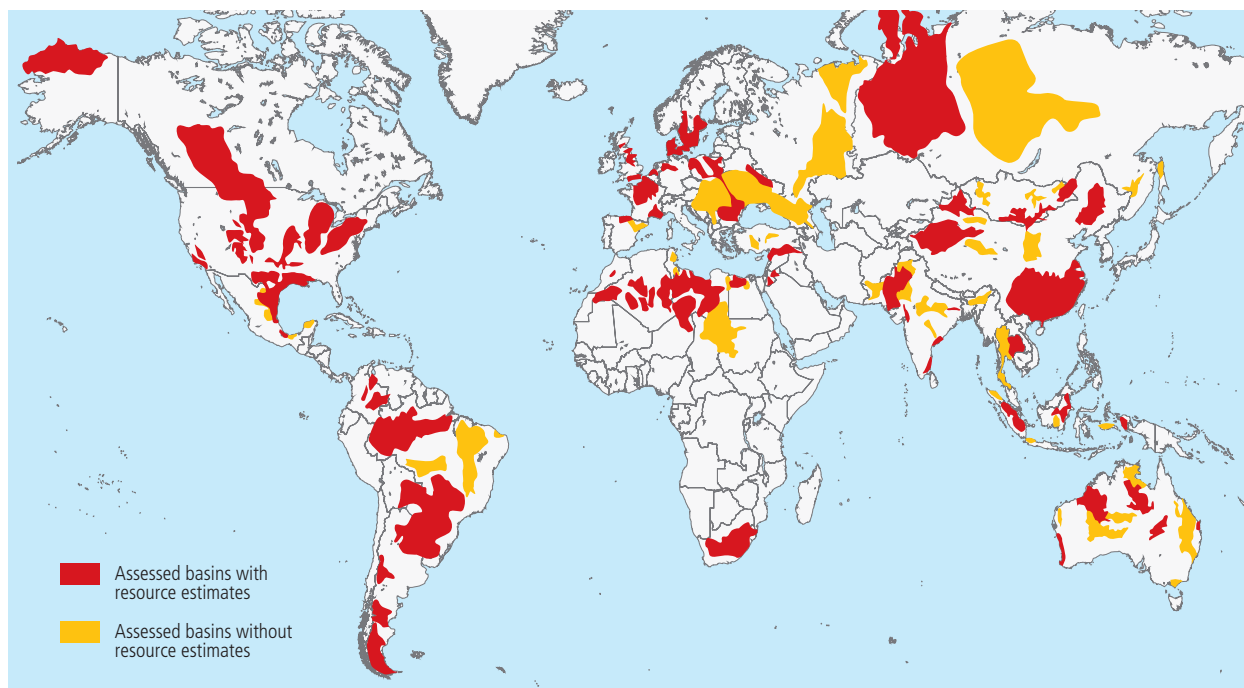 Assessed basins with
resource estimates
Assessed basins without
resource estimates